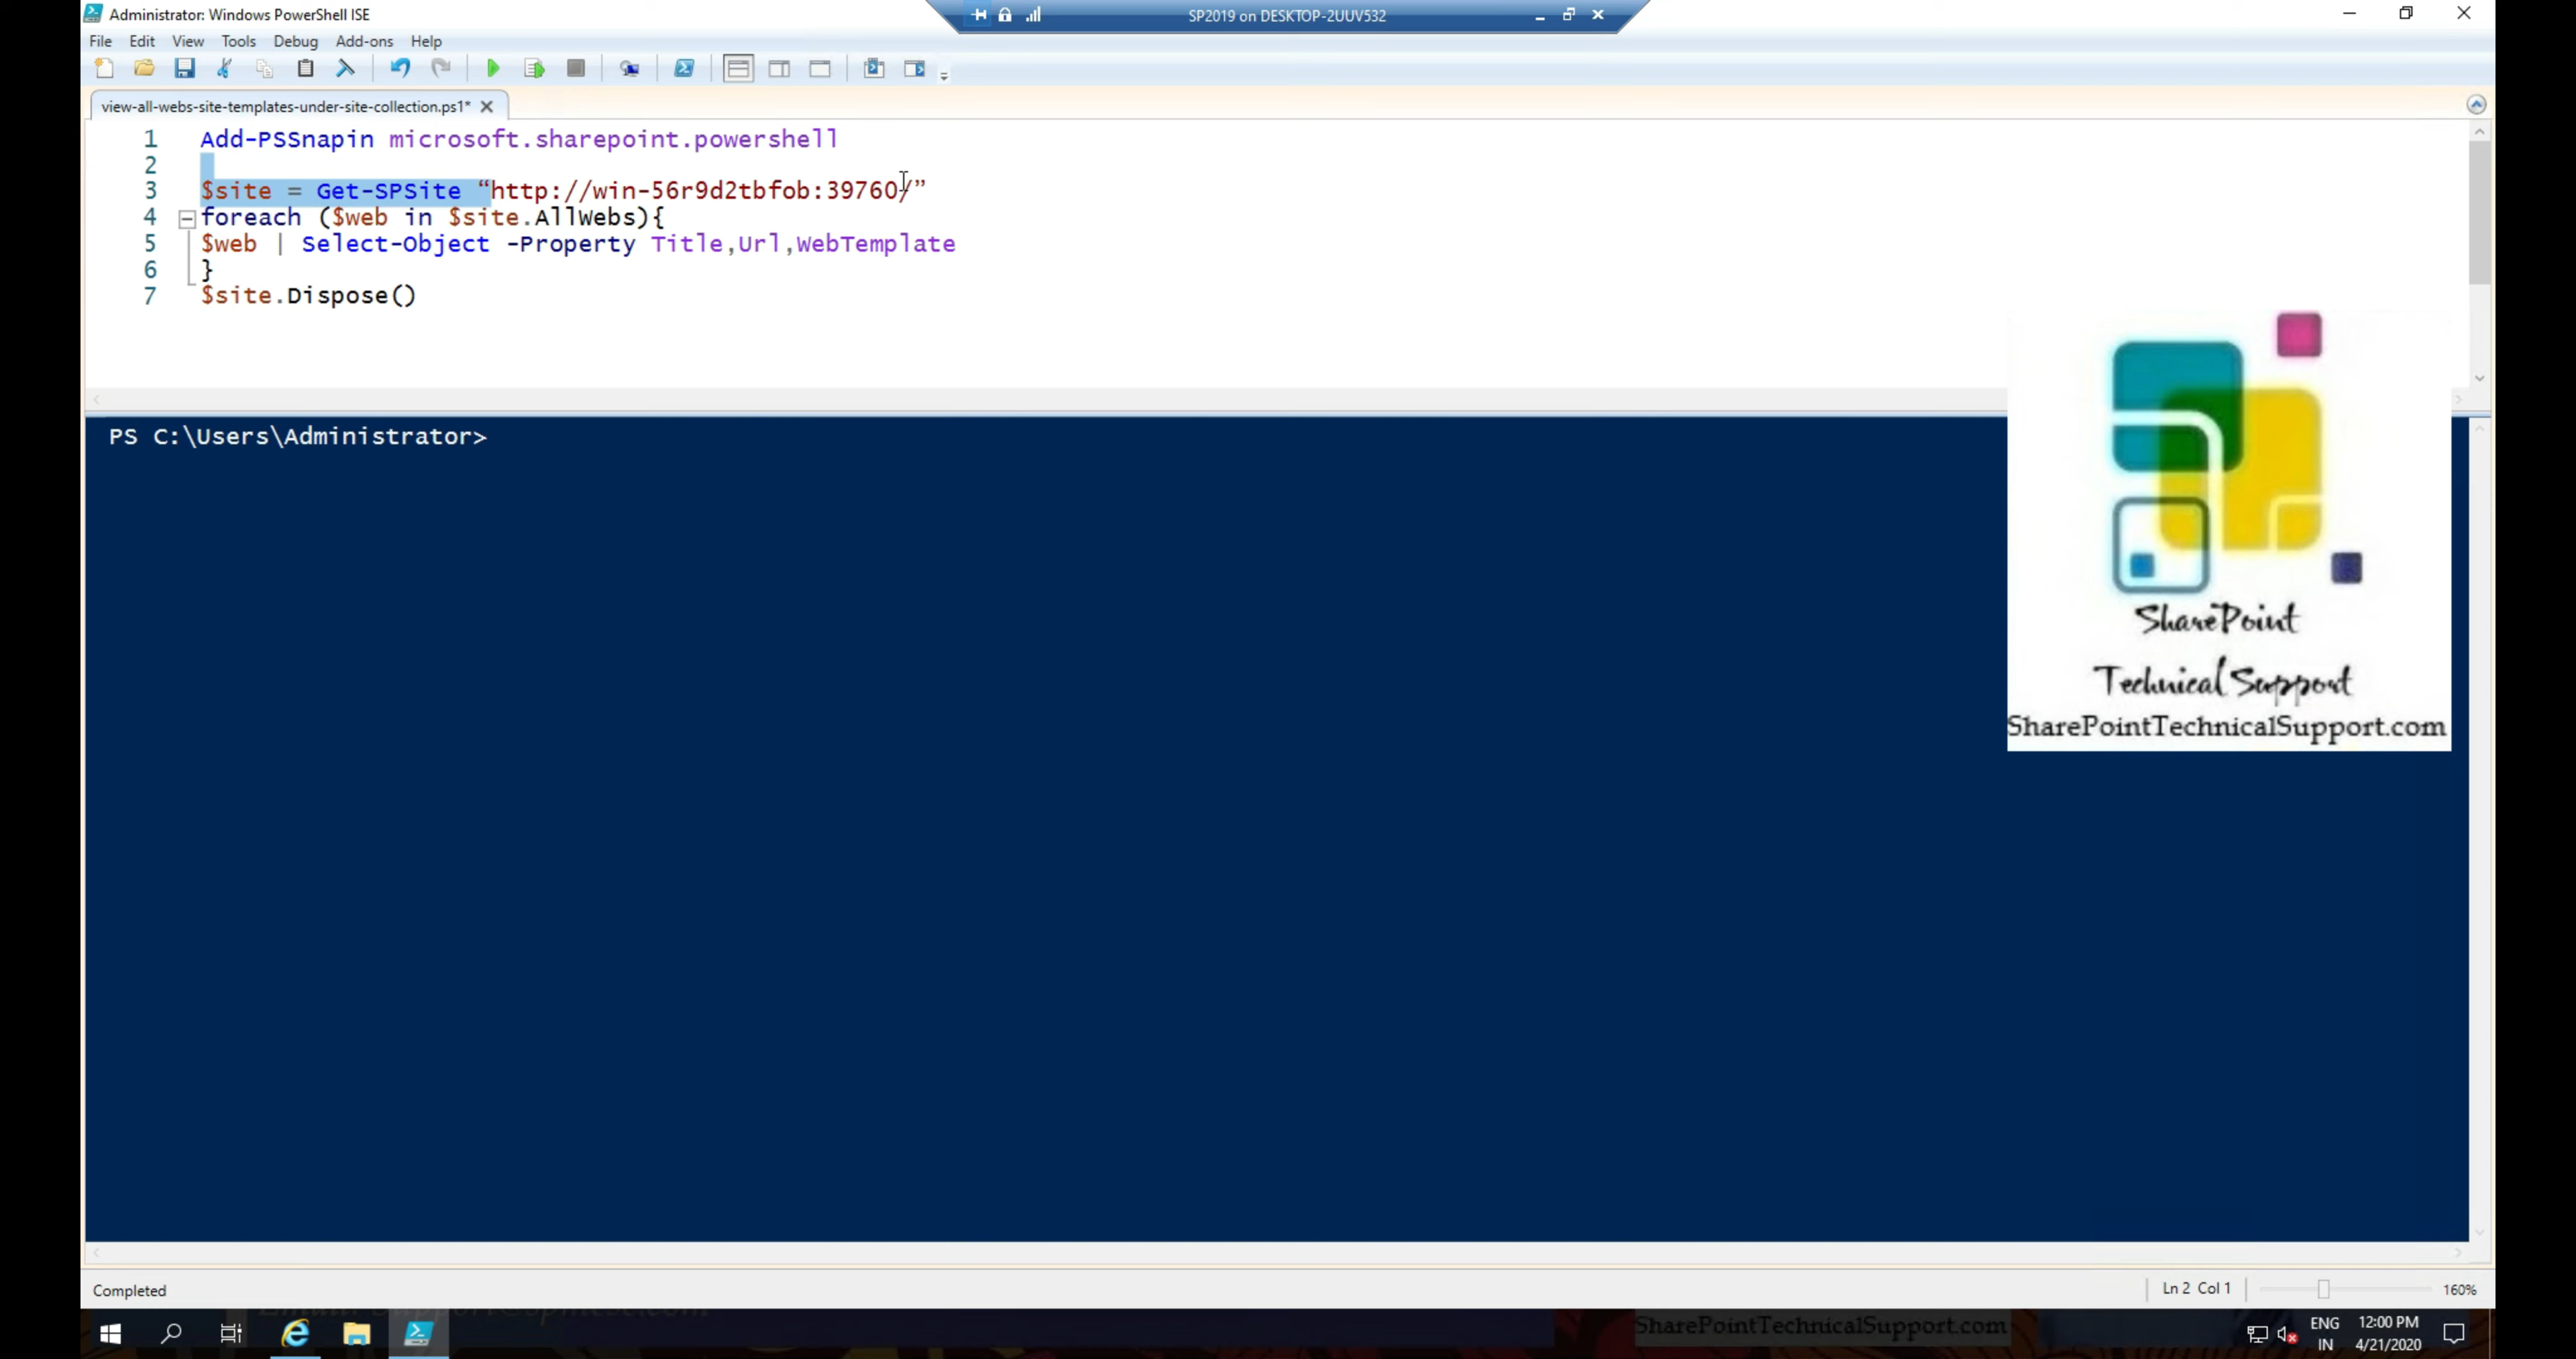 Administrator: Windows PowerShell ISE
SP2019 on DESKTOP-2UUV532
File Edit View Tools Debug Add-ons Help
view-all-webs-site-templates-under-site-collection.ps1*
1 Add-PSSnapin microsoft.sharepoint.powershell
2
3 $site = Get-SPSite “http://win-56r9d2tbfob:39760/”
4 foreach ($web in $site.AllWebs){
5 $web | Select-Object -Property Title,Url,WebTemplate
6 }
7 $site.Dispose()
PS C:\Users\Administrator>
SharePoint
Technical Support
SharePointTechnicalSupport.com
Completed
Ln 2 Col 1
160%
SharePointTechnicalSupport.com
ENG
IN
12:00 PM
4/21/2020